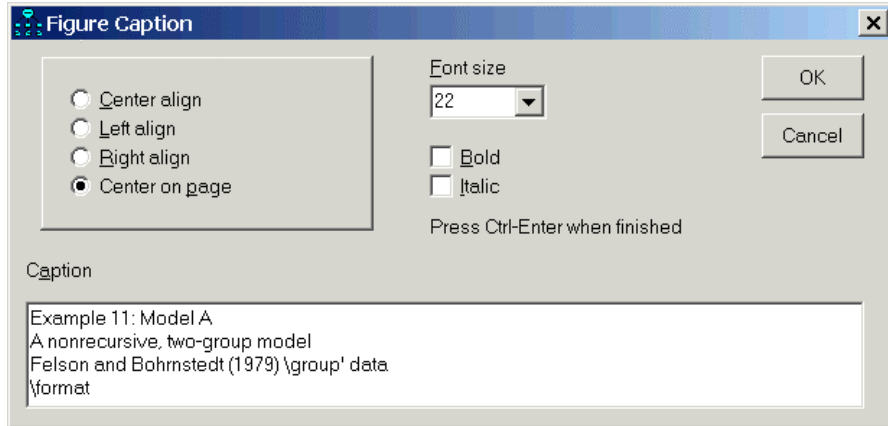 Figure Caption
Center align
Left align
Right align
Center on page
Font size
22
Bold
Italic
Press Ctrl-Enter when finished
OK
Cancel
Caption
Example 11: Model A
A nonrecursive, two-group model
Felson and Bohrnstedt (1979) \group' data
\format